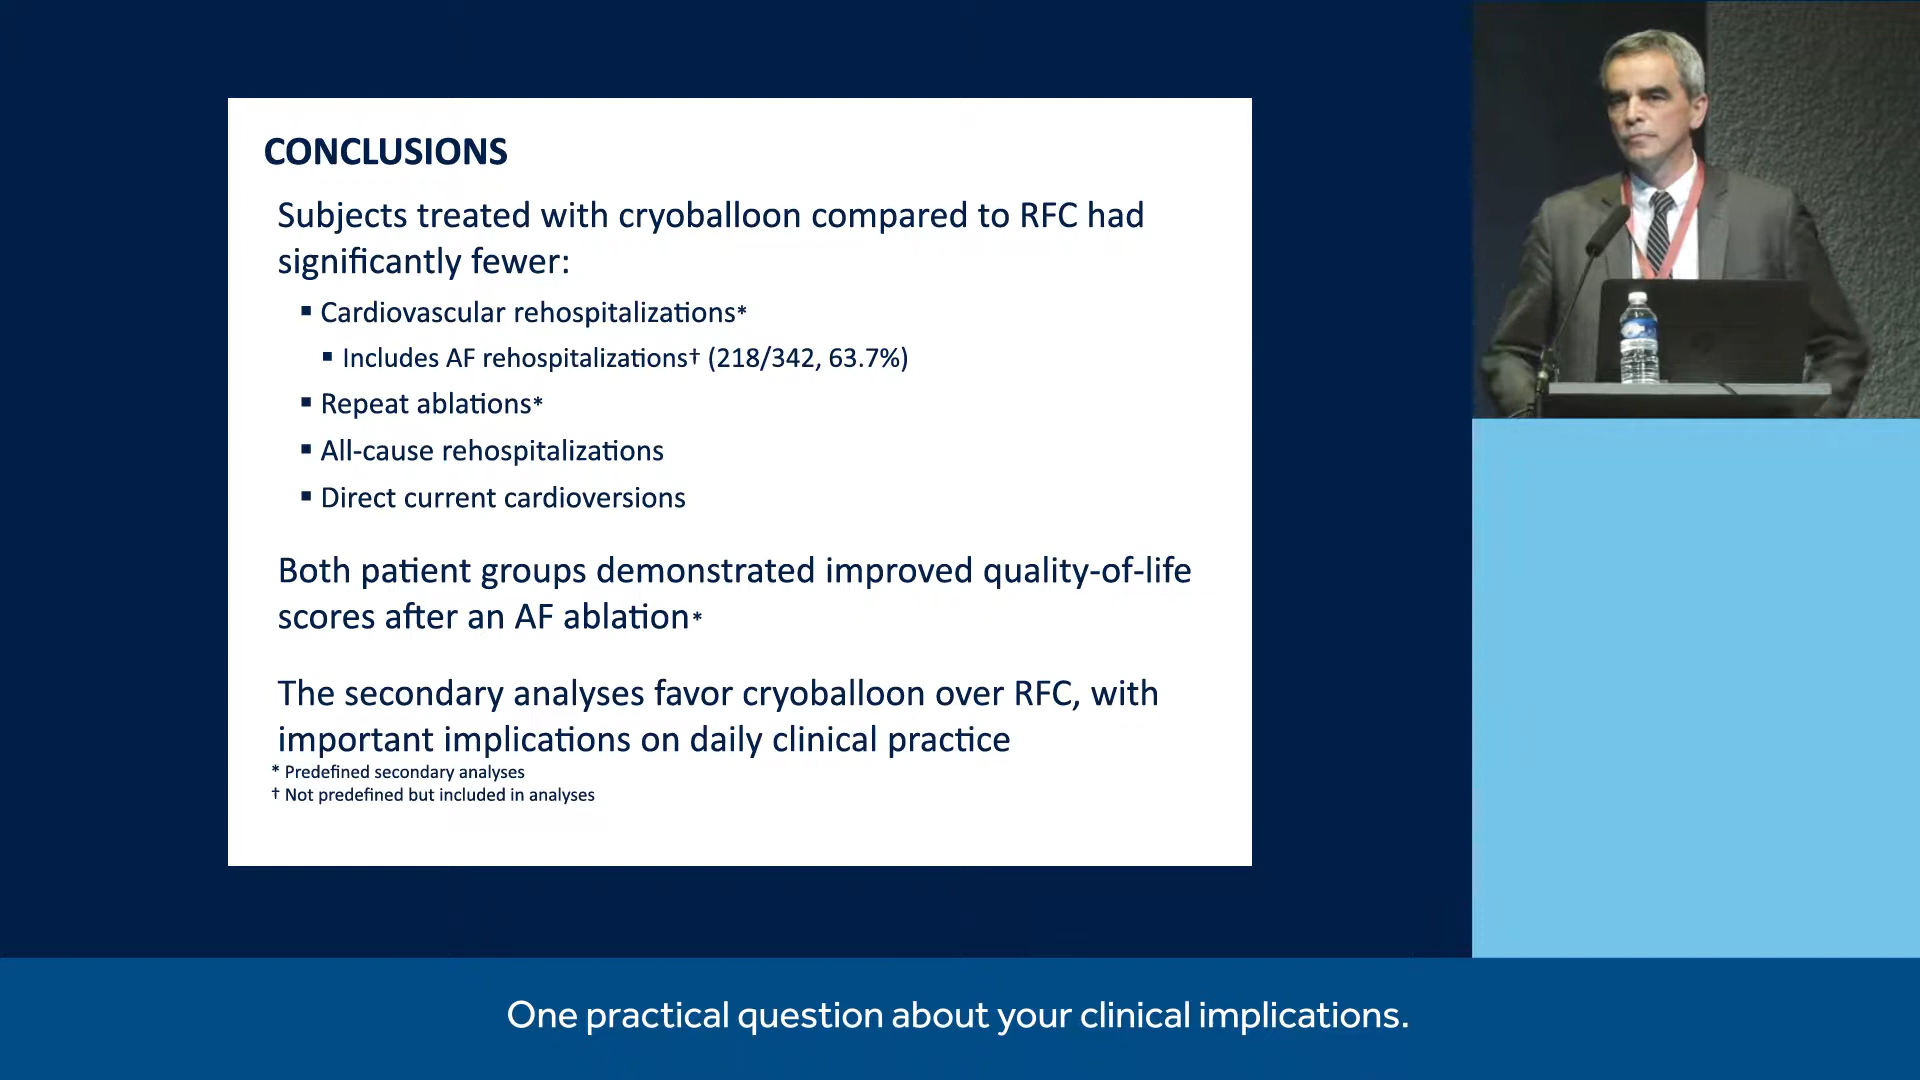 CONCLUSIONS
Subjects treated with cryoballoon compared to RFC had
significantly fewer:
▪ Cardiovascular rehospitalizations*
▪ Includes AF rehospitalizations† (218/342, 63.7%)
▪ Repeat ablations*
▪ All-cause rehospitalizations
▪ Direct current cardioversions
Both patient groups demonstrated improved quality-of-life
scores after an AF ablation*
The secondary analyses favor cryoballoon over RFC, with
important implications on daily clinical practice
* Predefined secondary analyses
† Not predefined but included in analyses
One practical question about your clinical implications.